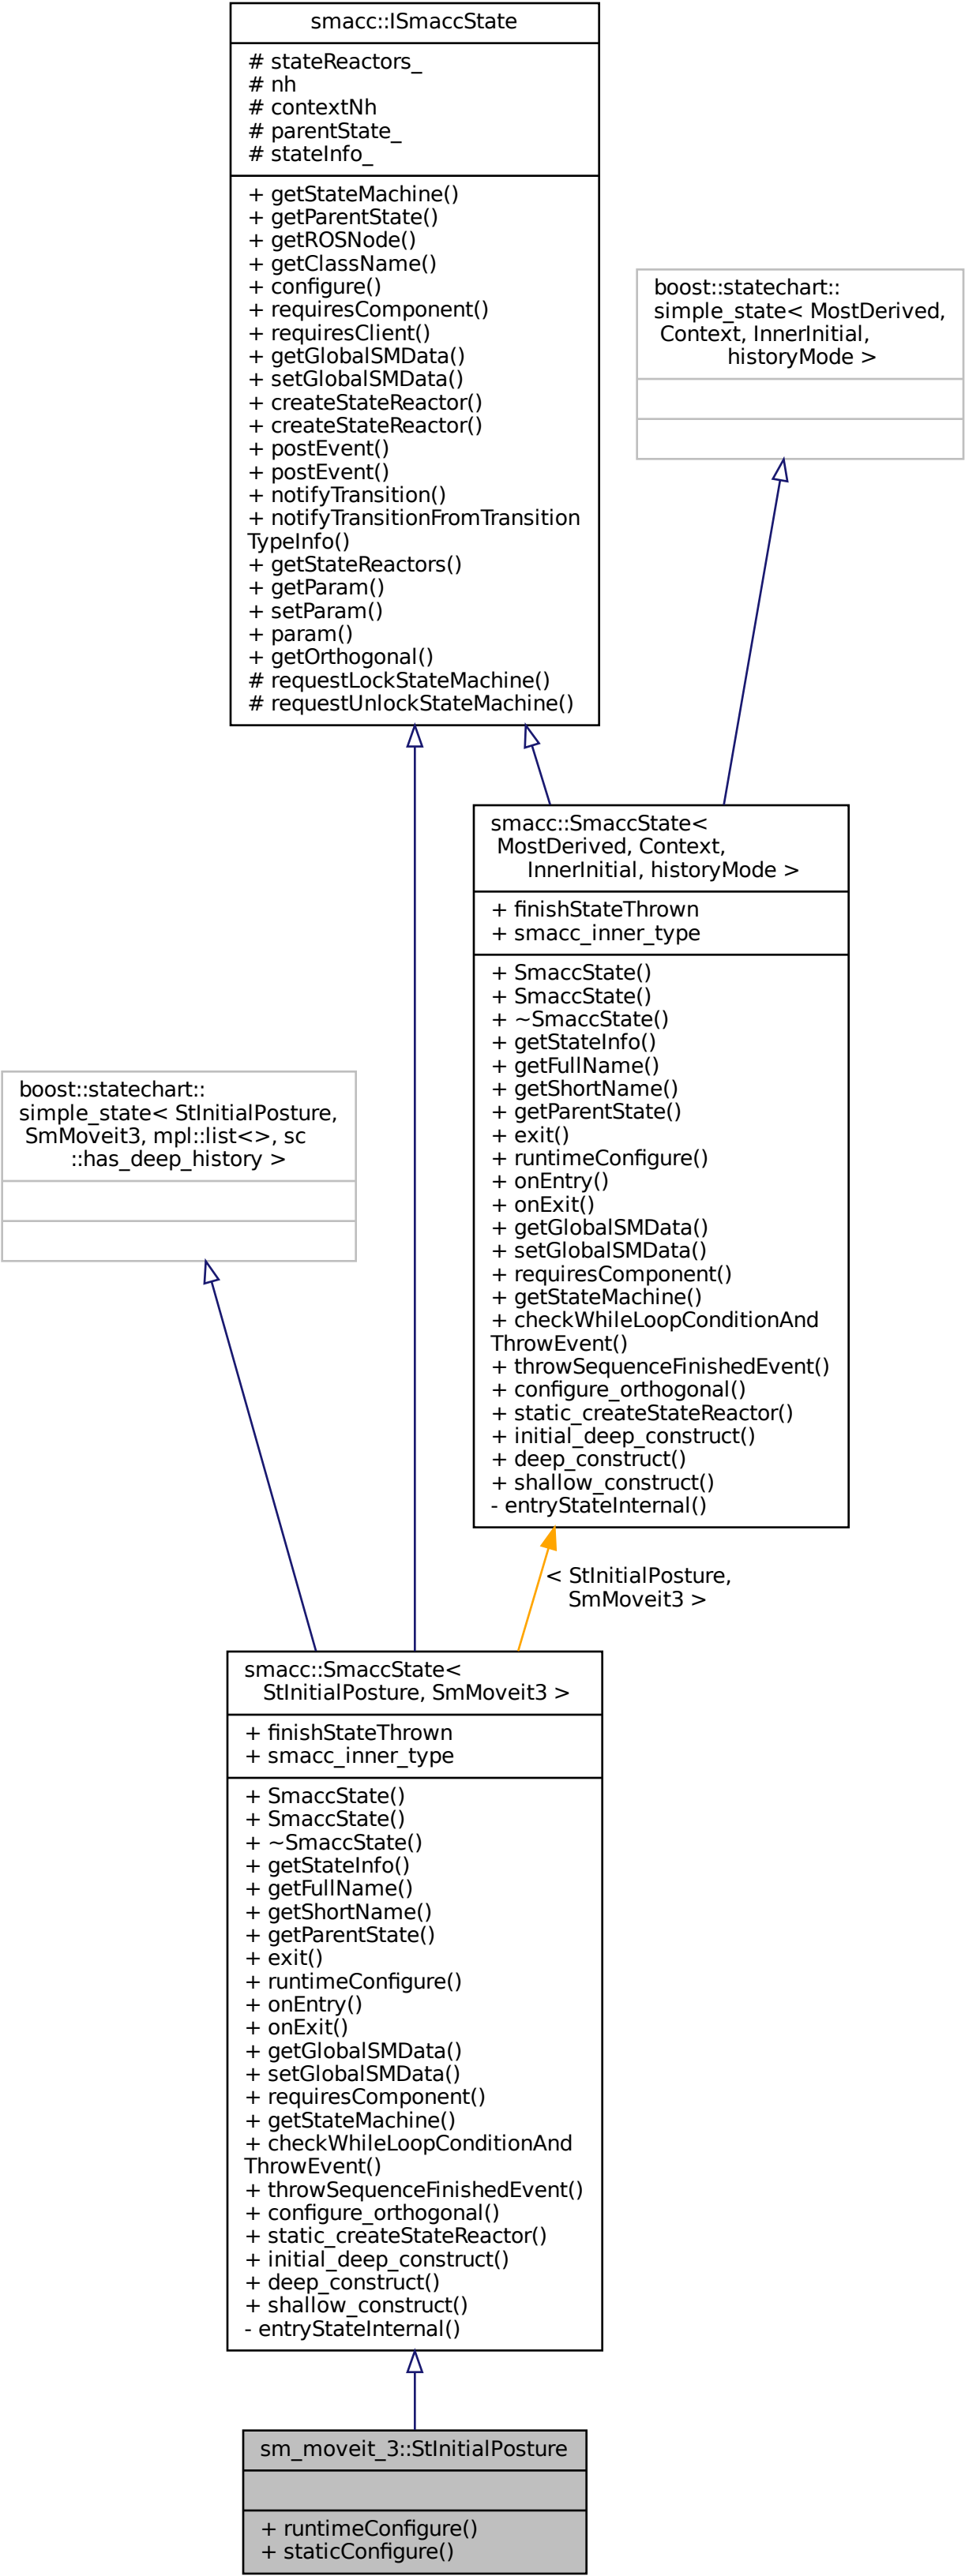 smacc::ISmaccState
# stateReactors_
# nh
# contextNh
# parentState_
# stateInfo_
+ getStateMachine()
+ getParentState()
+ getROSNode()
+ getClassName()
+ configure()
+ requiresComponent()
+ requiresClient()
+ getGlobalSMData()
+ setGlobalSMData()
+ createStateReactor()
+ createStateReactor()
+ postEvent()
+ postEvent()
+ notifyTransition()
+ notifyTransitionFromTransition
TypeInfo()
+ getStateReactors()
+ getParam()
+ setParam()
+ param()
+ getOrthogonal()
# requestLockStateMachine()
# requestUnlockStateMachine()
boost::statechart::
simple_state< MostDerived,
Context, InnerInitial,
historyMode >
smacc::SmaccState<
MostDerived, Context,
InnerInitial, historyMode >
+ finishStateThrown
+ smacc_inner_type
+ SmaccState()
+ SmaccState()
+ ~SmaccState()
+ getStateInfo()
+ getFullName()
+ getShortName()
+ getParentState()
+ exit()
+ runtimeConfigure()
+ onEntry()
+ onExit()
+ getGlobalSMData()
+ setGlobalSMData()
+ requiresComponent()
+ getStateMachine()
+ checkWhileLoopConditionAnd
ThrowEvent()
+ throwSequenceFinishedEvent()
+ configure_orthogonal()
+ static_createStateReactor()
+ initial_deep_construct()
+ deep_construct()
+ shallow_construct()
- entryStateInternal()
boost::statechart::
simple_state< StInitialPosture,
SmMoveit3, mpl::list<>, sc
::has_deep_history >
< StInitialPosture,
SmMoveit3 >
smacc::SmaccState<
StInitialPosture, SmMoveit3 >
+ finishStateThrown
+ smacc_inner_type
+ SmaccState()
+ SmaccState()
+ ~SmaccState()
+ getStateInfo()
+ getFullName()
+ getShortName()
+ getParentState()
+ exit()
+ runtimeConfigure()
+ onEntry()
+ onExit()
+ getGlobalSMData()
+ setGlobalSMData()
+ requiresComponent()
+ getStateMachine()
+ checkWhileLoopConditionAnd
ThrowEvent()
+ throwSequenceFinishedEvent()
+ configure_orthogonal()
+ static_createStateReactor()
+ initial_deep_construct()
+ deep_construct()
+ shallow_construct()
- entryStateInternal()
sm_moveit_3::StInitialPosture
+ runtimeConfigure()
+ staticConfigure()